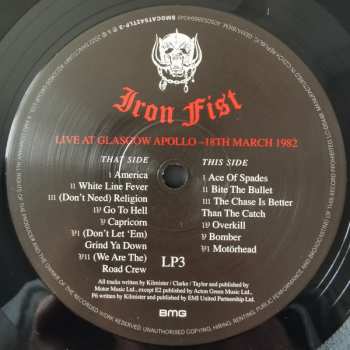 Iron Fist
LIVE AT GLASGOW APOLLO –18TH MARCH 1982
THAT SIDE
I America
II White Line Fever
III (Don't Need) Religion
IV Go To Hell
V Capricorn
VI (Don't Let 'Em)
Grind Ya Down
VII (We Are The)
Road Crew
THIS SIDE
I Ace Of Spades
II Bite The Bullet
III The Chase Is Better
Than The Catch
IV Overkill
V Bomber
VI Motörhead
LP3
All tracks written by Kilmister / Clarke / Taylor and published by
Motor Music Ltd., except E2 published by Acton Green Music Ltd.,
P6 written by Kilmister and published by EMI United Partnership Ltd.
BMG